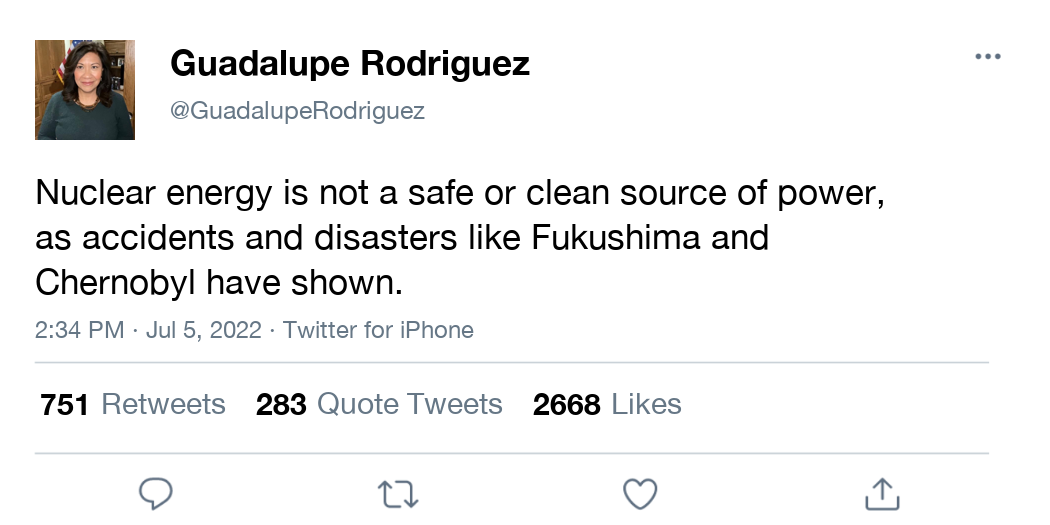 Guadalupe Rodriguez
@GuadalupeRodriguez
Nuclear energy is not a safe or clean source of power,
as accidents and disasters like Fukushima and
Chernobyl have shown.
2:34 PM · Jul 5, 2022 · Twitter for iPhone
751 Retweets 283 Quote Tweets 2668 Likes